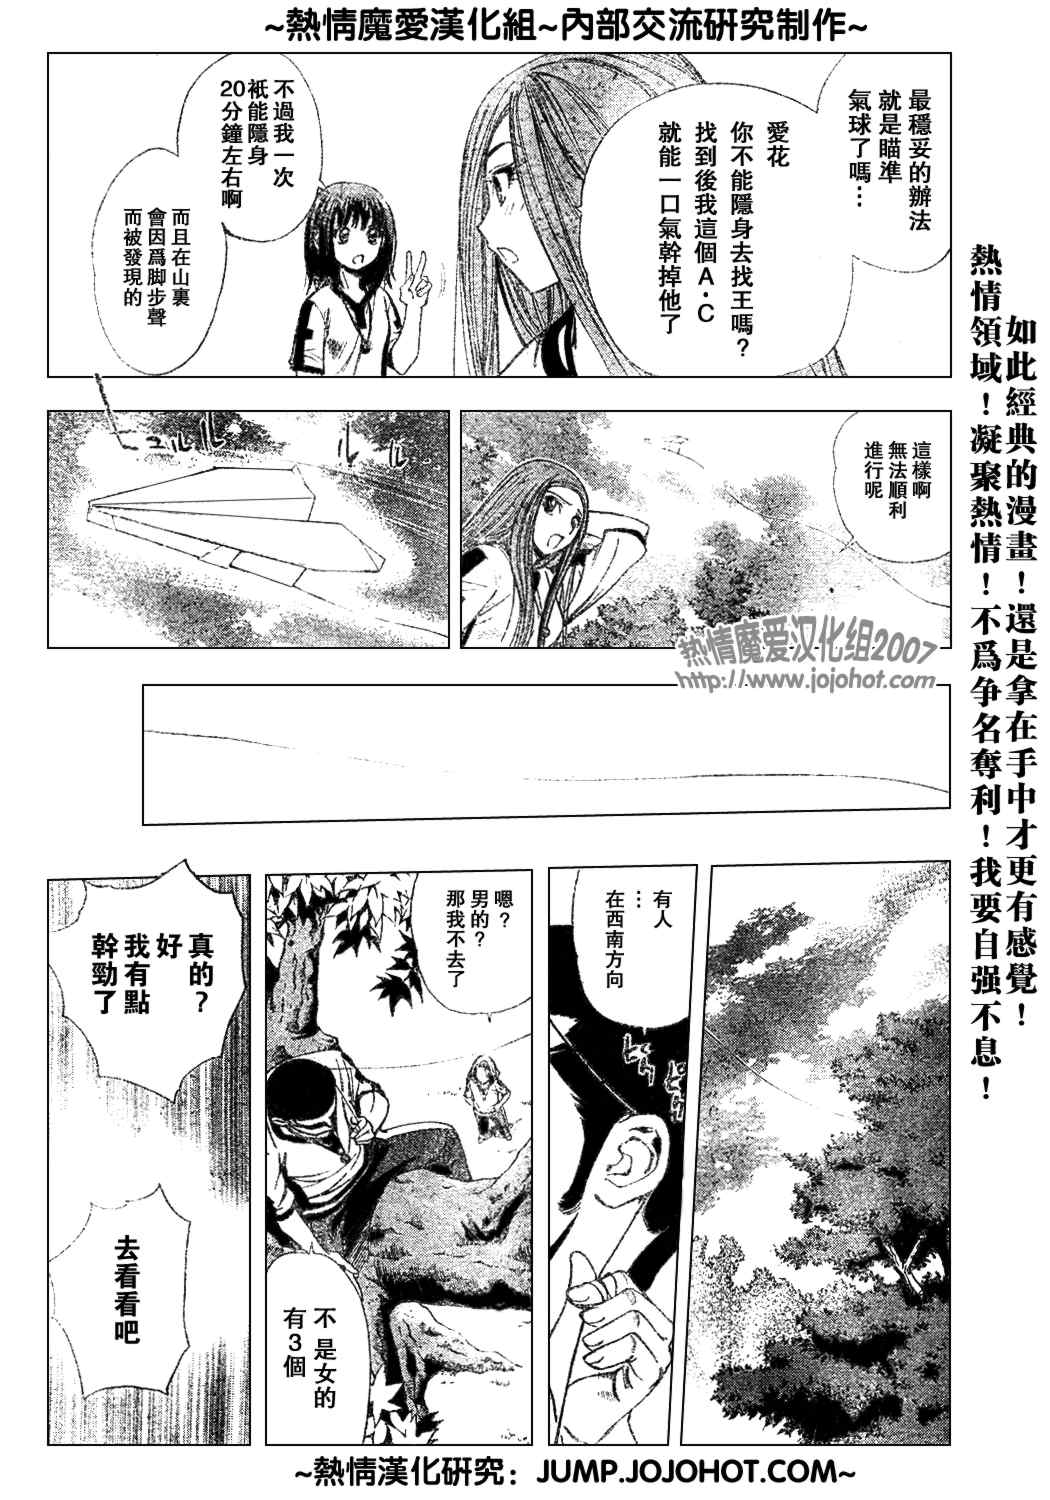 ~熱情魔愛漢化組~內部交流研究制作~
最穩妥的辦法
就是瞄準
氣球了嗎…
愛花
你不能隱身去找王嗎？
找到後我這個A・C
就能一口氣幹掉他了
不過我一次
衹能隱身
20分鐘左右啊
而且在山裏
會因爲脚步聲
而被發現的
這樣啊
無法順利
進行呢
ヒュルルル
熱情魔爱汉化组2007
http://www.jojohot.com
有人
…
在西南方向
ピピ
ピピ
嗯？
男的？
那我不去了
不是女的
有3個
真的？
好
我有點
幹勁了
去看看吧
如此經典的漫畫！還是拿在手中才更有感覺！
熱情領域！凝聚熱情！不爲争名奪利！我要自强不息！
~熱情漢化研究：JUMP.JOJOHOT.COM~